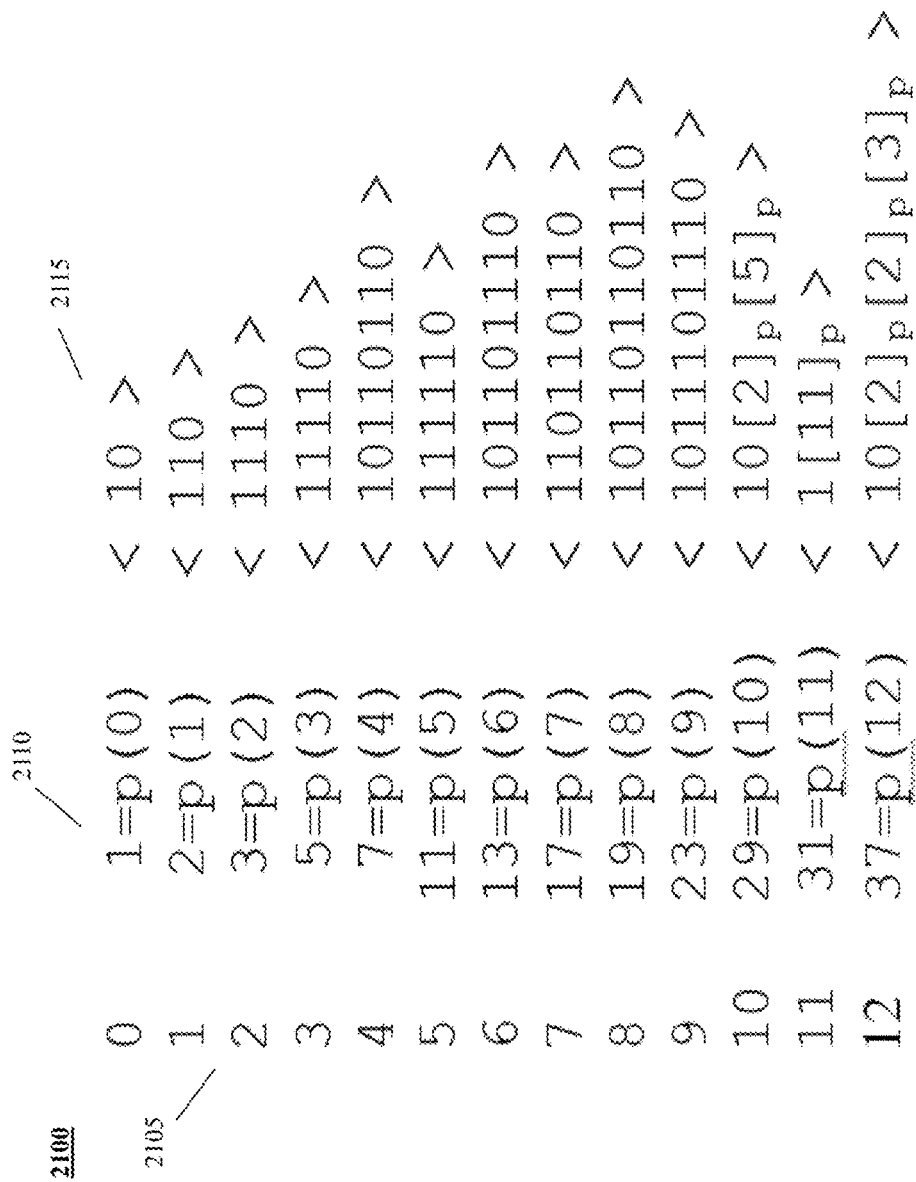 2100
2105
2110
2115
0 1=p(0) < 10 >
1 2=p(1) < 110 >
2 3=p(2) < 1110 >
3 5=p(3) < 11110 >
4 7=p(4) < 10110110 >
5 11=p(5) < 111110 >
6 13=p(6) < 101101110 >
7 17=p(7) < 110110110 >
8 19=p(8) < 10110110110 >
9 23=p(9) < 1011101110 >
10 29=p(10) < 10[2]p[5]p >
11 31=p(11) < 1[11]p >
12 37=p(12) < 10[2]p[2]p[3]p >